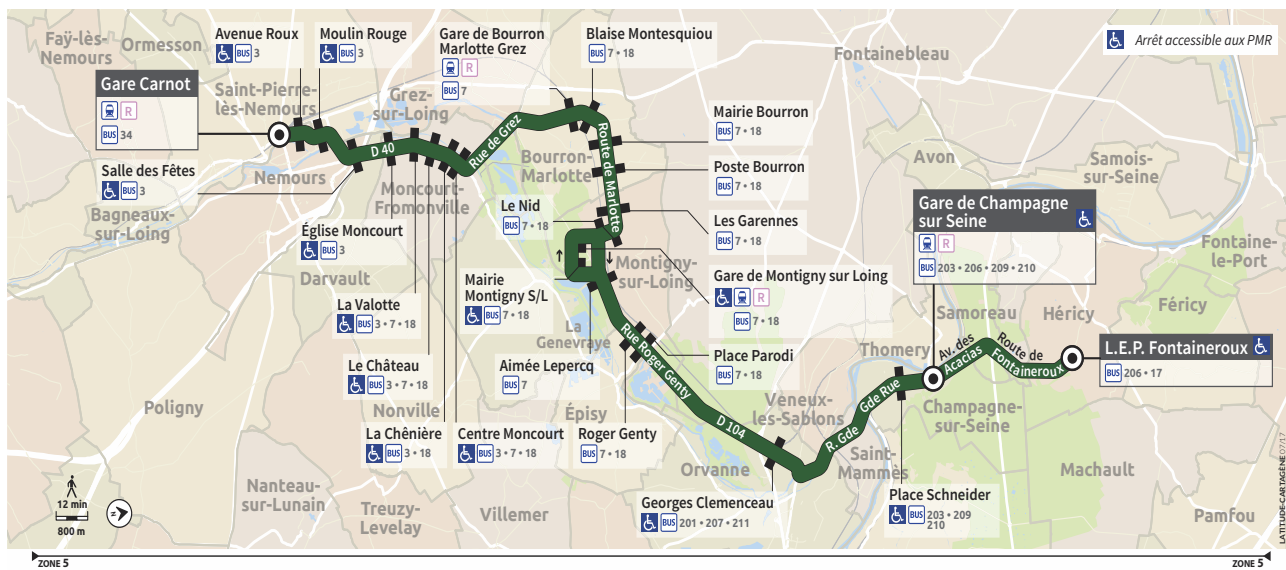 Faÿ-lès-
Nemours
Ormesson
Avenue Roux
BUS 3
Moulin Rouge
BUS 3
Gare de Bourron
Marlotte Grez
R
BUS 7
Blaise Montesquiou
BUS 7 • 18
Fontainebleau
Arrêt accessible aux PMR
Gare Carnot
R
BUS 34
Saint-Pierre-
lès-Nemours
Grez-
sur-Loing
Rue de Grez
D 40
Route de Marlotte
Mairie Bourron
BUS 7 • 18
Avon
Samois-
sur-Seine
Salle des Fêtes
BUS 3
Nemours
Moncourt-
Fromonville
Bourron-
Marlotte
Poste Bourron
BUS 7 • 18
Bagneaux-
sur-Loing
Le Nid
BUS 7 • 18
Les Garennes
BUS 7 • 18
Gare de Champagne
sur Seine
R
BUS 203 • 206 • 209 • 210
Fontaine-
le-Port
Église Moncourt
BUS 3
Darvault
Montigny-
sur-Loing
Gare de Montigny sur Loing
R
BUS 7 • 18
Mairie
Montigny S/L
BUS 7 • 18
La Valotte
BUS 3 • 7 • 18
La
Genevraye
Rue Roger Genty
Samoreau
Héricy
Féricy
Le Château
BUS 3 • 7 • 18
Aimée Lepercq
BUS 7
Place Parodi
BUS 7 • 18
Thomery
Av. des
Acacias
Route de
Fontaineroux
L.E.P. Fontaineroux
BUS 206 • 17
Poligny
Nonville
Épisy
Veneux-
les-Sablons
Gde Rue
Champagne-
sur-Seine
La Chênière
BUS 3 • 18
Centre Moncourt
BUS 3 • 7 • 18
Roger Genty
BUS 7 • 18
D 104
R. Gde
Saint-
Mammès
Orvanne
Machault
12 min
800 m
N
Nanteau-
sur-Lunain
Treuzy-
Levelay
Villemer
Georges Clemenceau
BUS 201 • 207 • 211
Place Schneider
BUS 203 • 209
210
Pamfou
LATITUDE-CARTAGÈNE 07/17
ZONE 5
ZONE 5